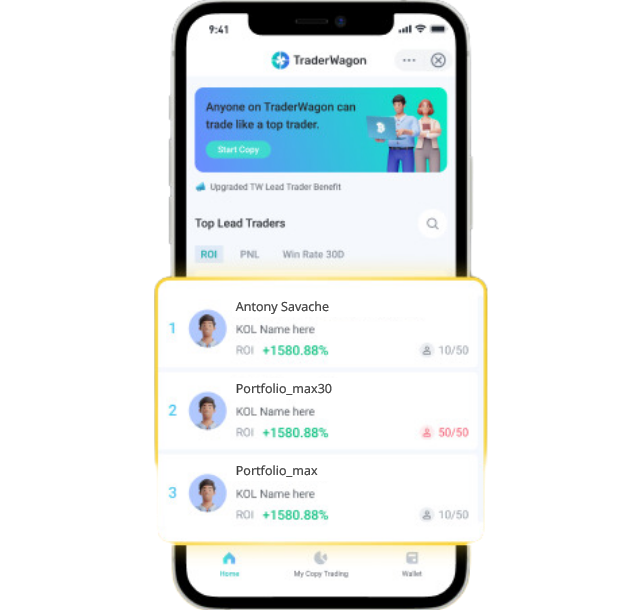 9:41
TraderWagon
Anyone on TraderWagon can
trade like a top trader.
Start Copy
Upgraded TW Lead Trader Benefit
Top Lead Traders
ROI PNL Win Rate 30D
Antony Savache
1 KOL Name here
ROI +1580.88% 10/50
Portfolio_max30
2 KOL Name here
ROI +1580.88% 50/50
Portfolio_max
3 KOL Name here
ROI +1580.88% 10/50
Home My Copy Trading Wallet